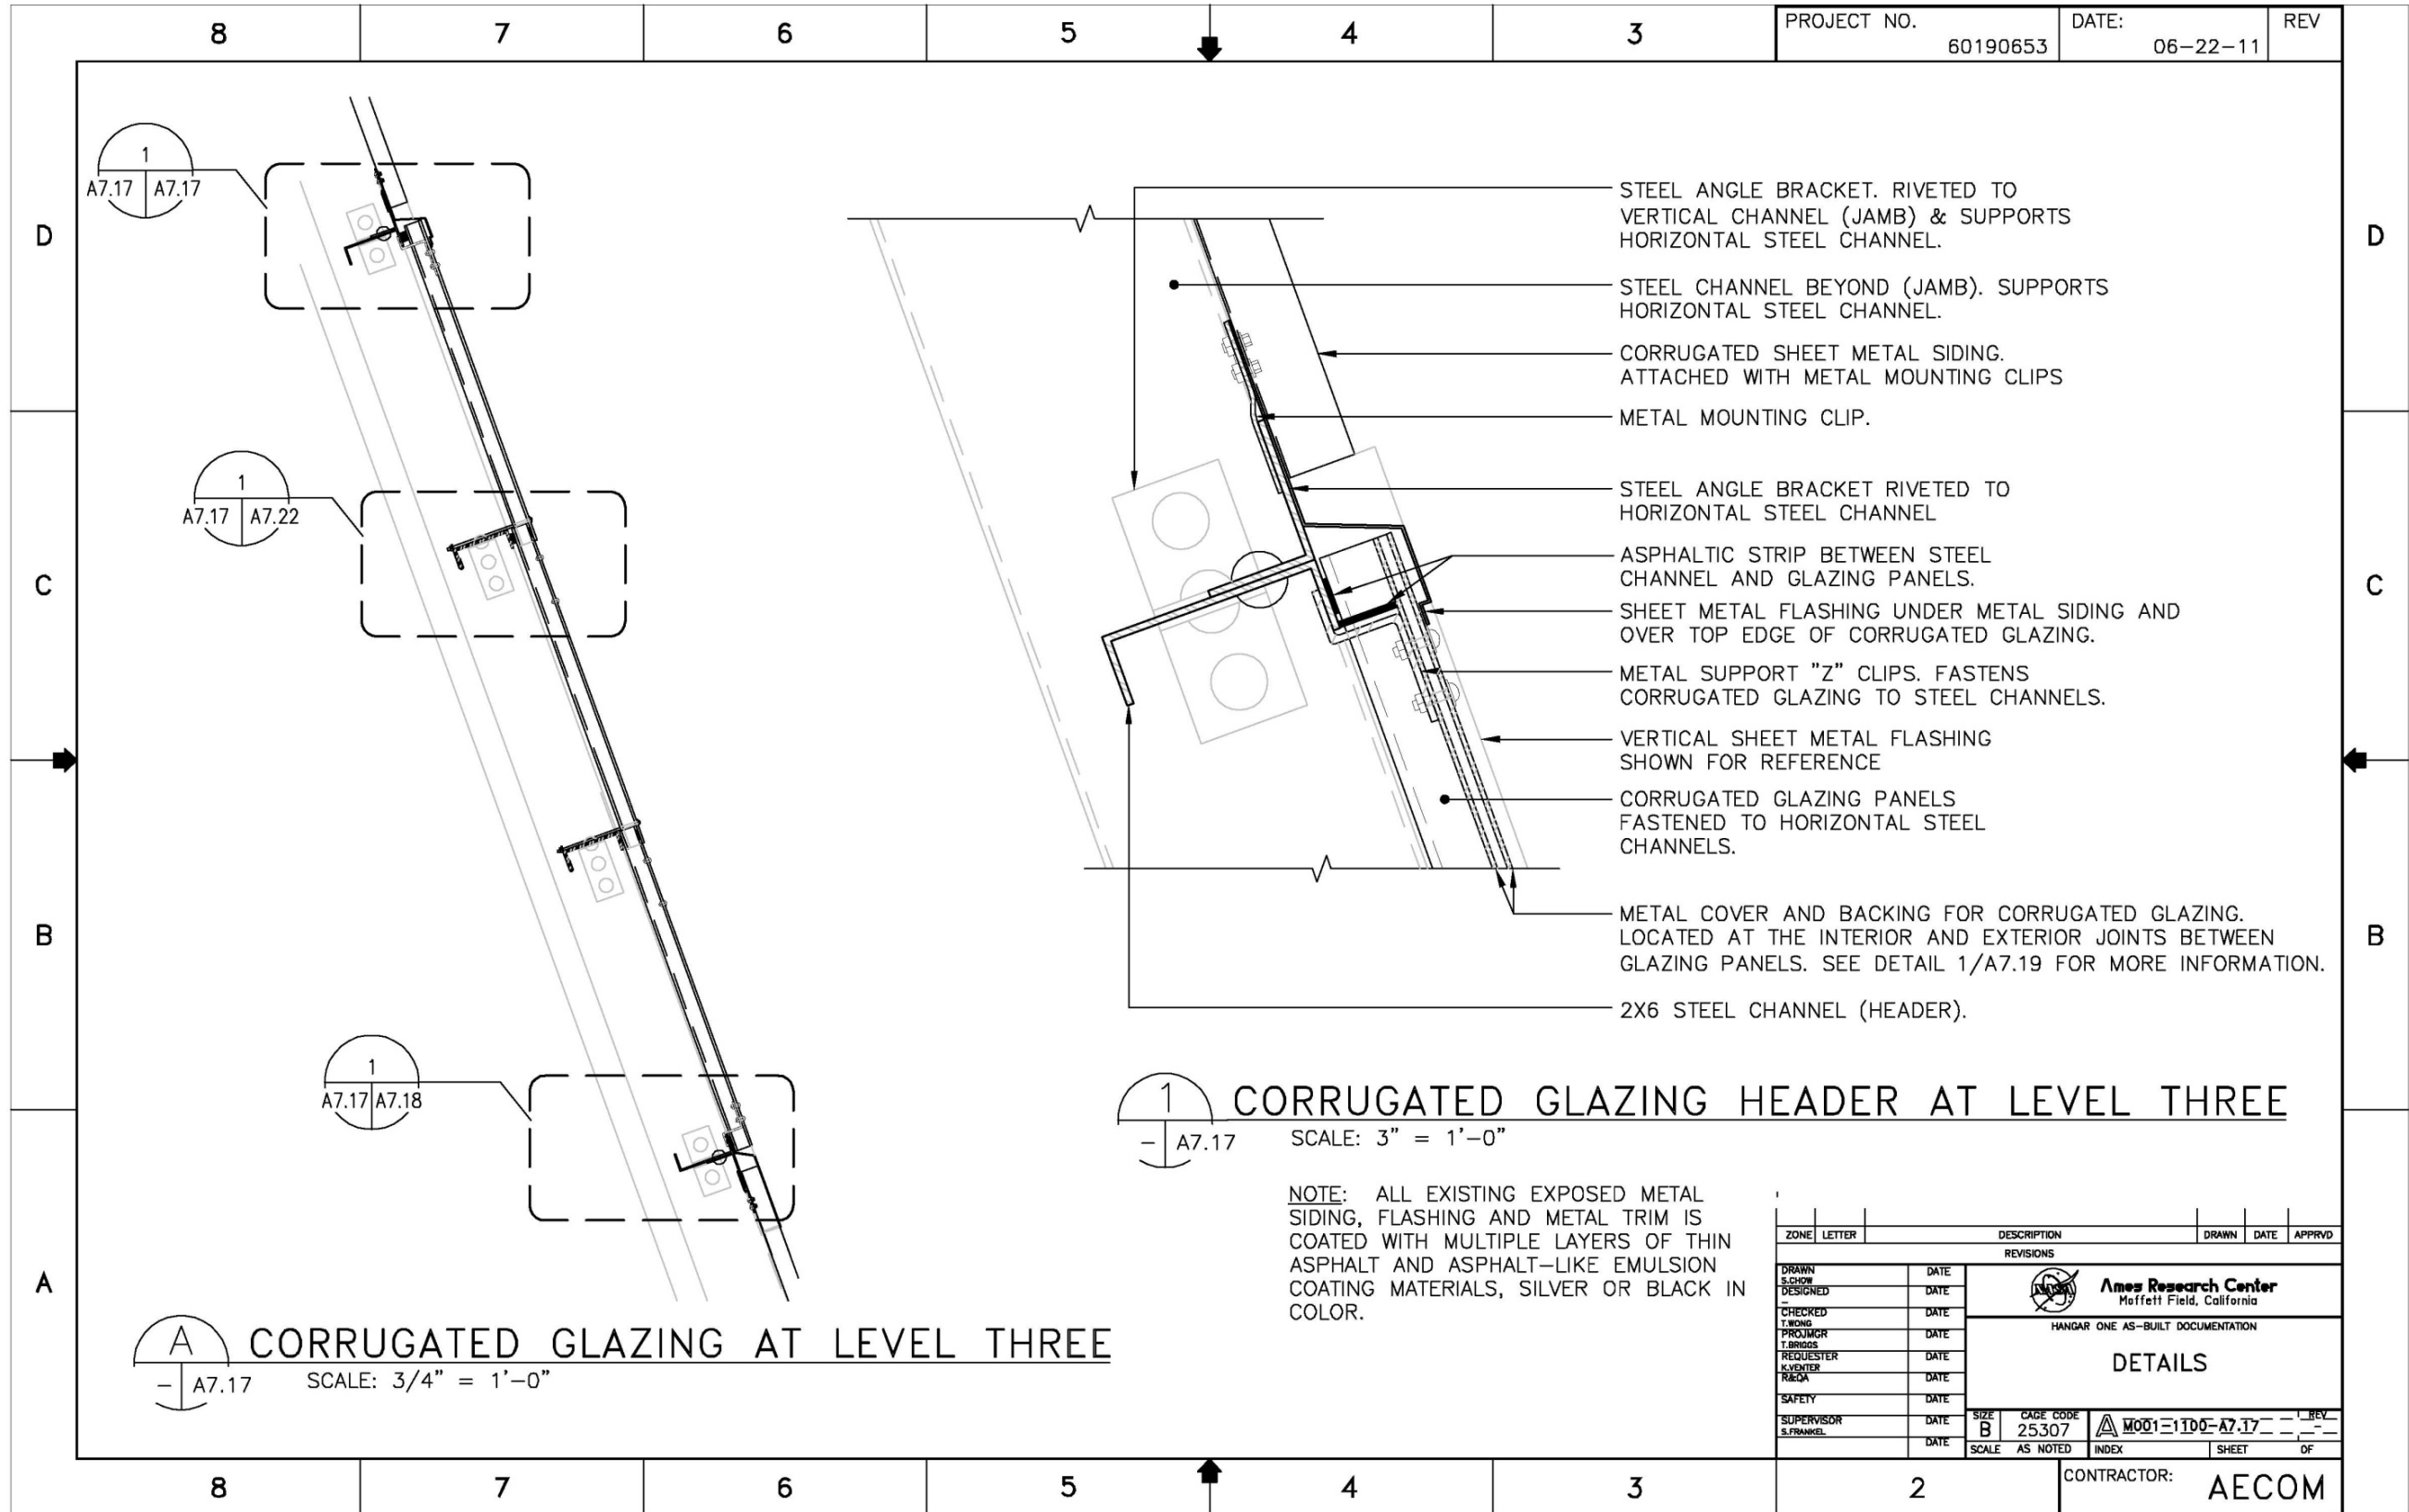 8 7 6 5 4 3
PROJECT NO.
60190653
DATE:
06-22-11
REV
D
D
C
C
B
B
A
1
A7.17 A7.17
1
A7.17 A7.22
1
A7.17 A7.18
STEEL ANGLE BRACKET. RIVETED TO
VERTICAL CHANNEL (JAMB) & SUPPORTS
HORIZONTAL STEEL CHANNEL.
STEEL CHANNEL BEYOND (JAMB). SUPPORTS
HORIZONTAL STEEL CHANNEL.
CORRUGATED SHEET METAL SIDING.
ATTACHED WITH METAL MOUNTING CLIPS
METAL MOUNTING CLIP.
STEEL ANGLE BRACKET RIVETED TO
HORIZONTAL STEEL CHANNEL
ASPHALTIC STRIP BETWEEN STEEL
CHANNEL AND GLAZING PANELS.
SHEET METAL FLASHING UNDER METAL SIDING AND
OVER TOP EDGE OF CORRUGATED GLAZING.
METAL SUPPORT "Z" CLIPS. FASTENS
CORRUGATED GLAZING TO STEEL CHANNELS.
VERTICAL SHEET METAL FLASHING
SHOWN FOR REFERENCE
CORRUGATED GLAZING PANELS
FASTENED TO HORIZONTAL STEEL
CHANNELS.
METAL COVER AND BACKING FOR CORRUGATED GLAZING.
LOCATED AT THE INTERIOR AND EXTERIOR JOINTS BETWEEN
GLAZING PANELS. SEE DETAIL 1/A7.19 FOR MORE INFORMATION.
2X6 STEEL CHANNEL (HEADER).
1 CORRUGATED GLAZING HEADER AT LEVEL THREE
- A7.17 SCALE: 3" = 1'-0"
NOTE: ALL EXISTING EXPOSED METAL
SIDING, FLASHING AND METAL TRIM IS
COATED WITH MULTIPLE LAYERS OF THIN
ASPHALT AND ASPHALT-LIKE EMULSION
COATING MATERIALS, SILVER OR BLACK IN
COLOR.
A CORRUGATED GLAZING AT LEVEL THREE
- A7.17 SCALE: 3/4" = 1'-0"
ZONE LETTER DESCRIPTION DRAWN DATE APPRVD
REVISIONS
DRAWN DATE
S.CHOW
DESIGNED DATE
-
CHECKED DATE
T.WONG
PROJMGR DATE
T.BRIGGS
REQUESTER DATE
K.VENTER
R&QA DATE
SAFETY DATE
SUPERVISOR DATE
S.FRANKEL
DATE
NASA
Ames Research Center
Moffett Field, California
HANGAR ONE AS-BUILT DOCUMENTATION
DETAILS
SIZE
B
CAGE CODE
25307
A M001-1100-A7.17
REV
-
SCALE AS NOTED INDEX SHEET OF
8 7 6 5 4 3 2
CONTRACTOR: AECOM